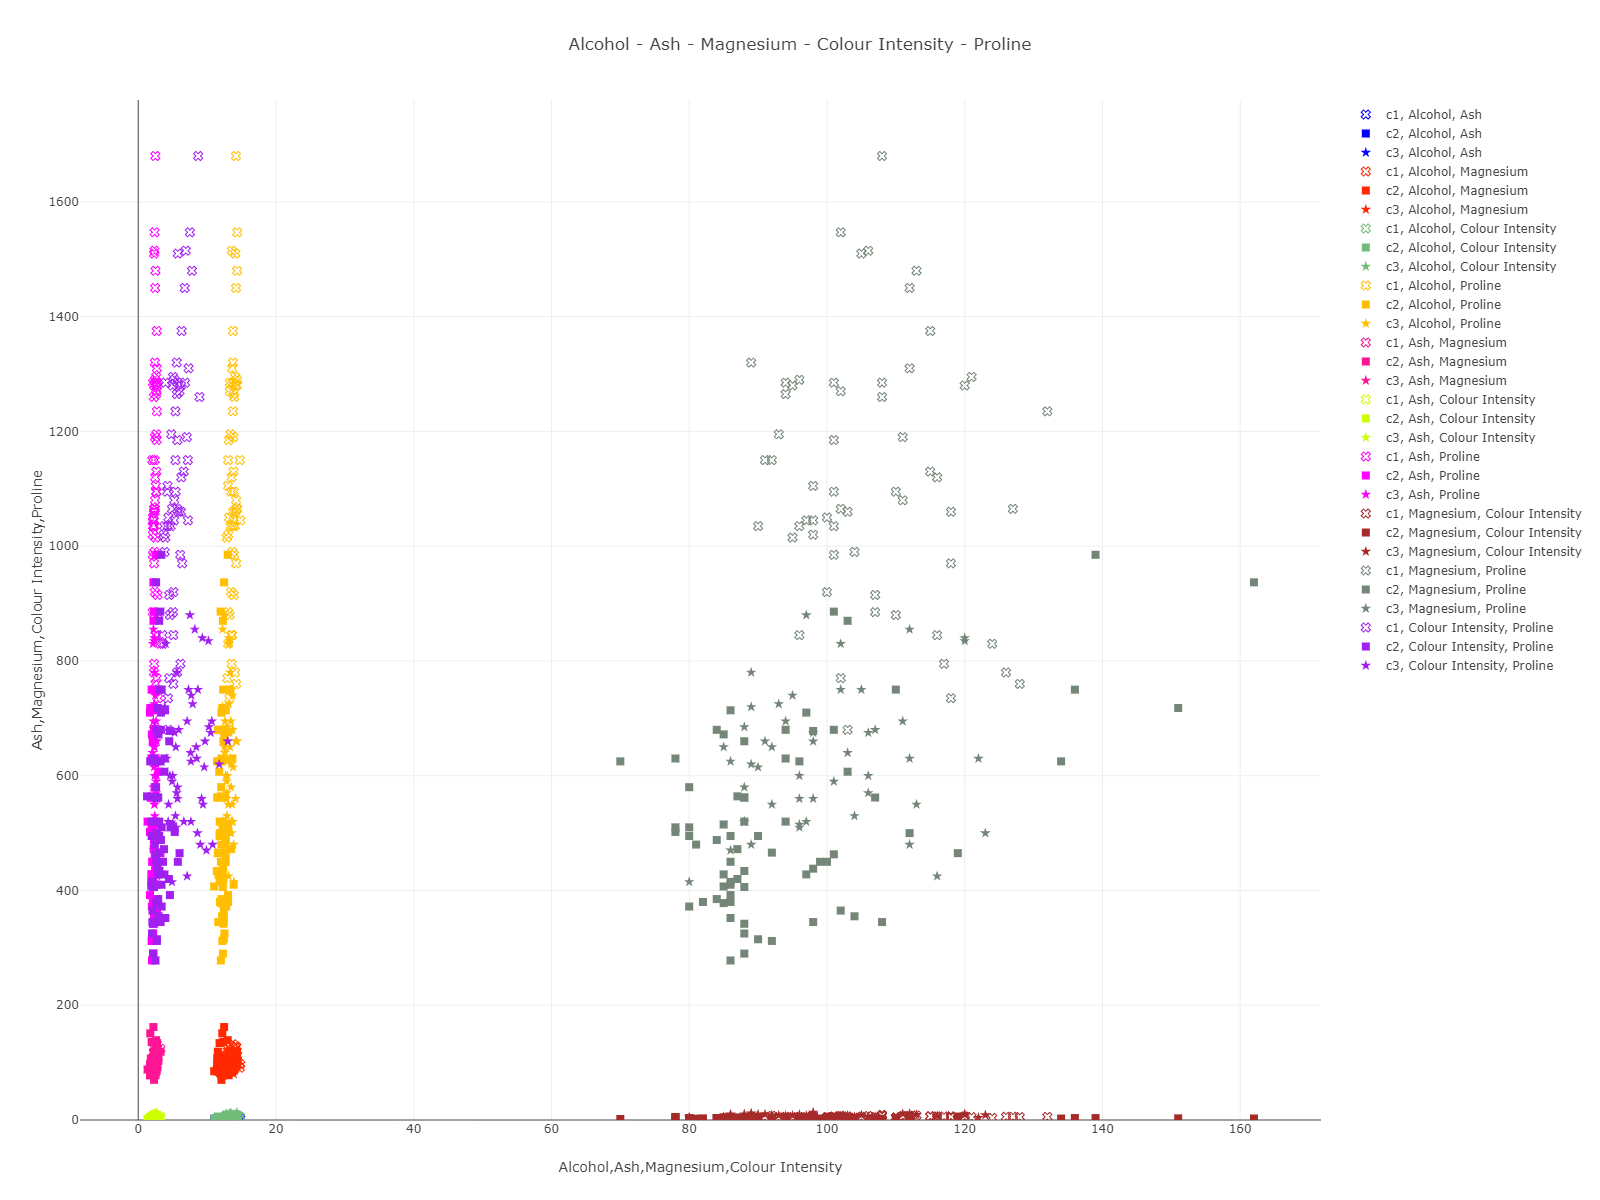 Alcohol - Ash - Magnesium - Colour Intensity - Proline
Ash,Magnesium,Colour Intensity,Proline
1600
1400
1200
1000
800
600
400
200
0
0 20 40 60 80 100 120 140 160
Alcohol,Ash,Magnesium,Colour Intensity
c1, Alcohol, Ash
c2, Alcohol, Ash
c3, Alcohol, Ash
c1, Alcohol, Magnesium
c2, Alcohol, Magnesium
c3, Alcohol, Magnesium
c1, Alcohol, Colour Intensity
c2, Alcohol, Colour Intensity
c3, Alcohol, Colour Intensity
c1, Alcohol, Proline
c2, Alcohol, Proline
c3, Alcohol, Proline
c1, Ash, Magnesium
c2, Ash, Magnesium
c3, Ash, Magnesium
c1, Ash, Colour Intensity
c2, Ash, Colour Intensity
c3, Ash, Colour Intensity
c1, Ash, Proline
c2, Ash, Proline
c3, Ash, Proline
c1, Magnesium, Colour Intensity
c2, Magnesium, Colour Intensity
c3, Magnesium, Colour Intensity
c1, Magnesium, Proline
c2, Magnesium, Proline
c3, Magnesium, Proline
c1, Colour Intensity, Proline
c2, Colour Intensity, Proline
c3, Colour Intensity, Proline